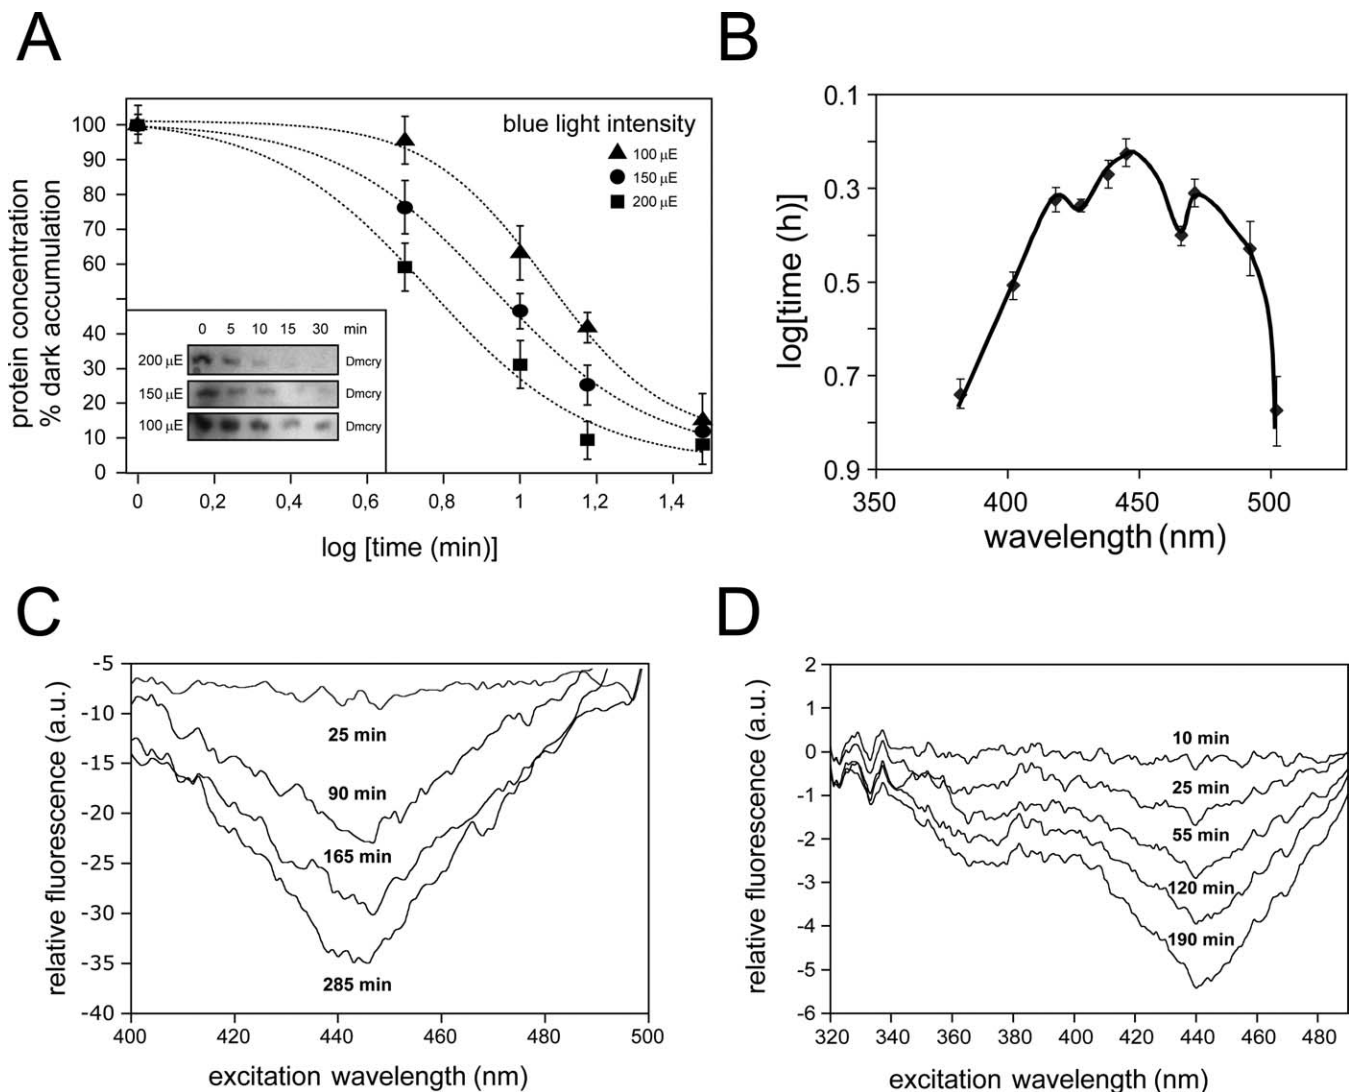 A
protein concentration
% dark accumulation
100
90
80
70
60
40
30
20
10
0
blue light intensity
100 µE
150 µE
200 µE
0 5 10 15 30 min
200 µE Dmcry
150 µE Dmcry
100 µE Dmcry
0 0,2 0,4 0,6 0,8 1 1,2 1,4
log [time (min)]
B
log[time (h)]
0.1
0.3
0.5
0.7
0.9
350 400 450 500
wavelength (nm)
C
relative fluorescence (a.u.)
-5
-10
-15
-20
-25
-30
-35
-40
25 min
90 min
165 min
285 min
400 420 440 460 480 500
excitation wavelength (nm)
D
relative fluorescence (a.u.)
2
1
0
-1
-2
-3
-4
-5
-6
10 min
25 min
55 min
120 min
190 min
320 340 360 380 400 420 440 460 480
excitation wavelength (nm)